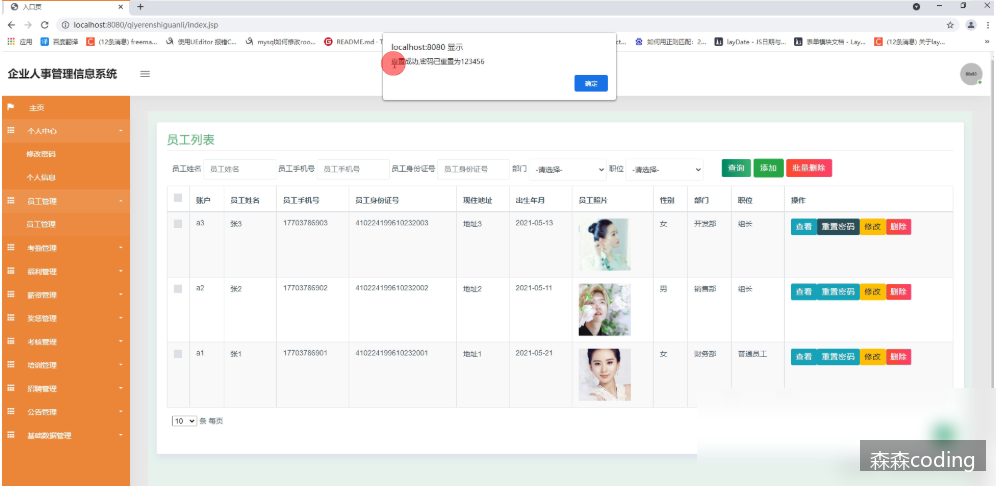 入口页
localhost:8080/qiyerenshiguanli/index.jsp
应用 百度翻译 (12条消息) freema... 使用UEditor 报错C... mysql如何修改roo... README.md · T 如何用正则匹配：2... layDate - JS日期与... 表单模块文档 - Lay... (12条消息) 关于lay...
localhost:8080 显示
重置成功,密码已重置为123456
确定
企业人事管理信息系统
主页
个人中心
修改密码
个人信息
员工管理
员工管理
考勤管理
福利管理
薪资管理
奖惩管理
考核管理
培训管理
招聘管理
公告管理
基础数据管理
员工列表
员工姓名 员工姓名 员工手机号 员工手机号 员工身份证号 员工身份证号 部门 -请选择- 职位 -请选择- 查询 添加 批量删除
账户 员工姓名 员工手机号 员工身份证号 现住地址 出生年月 员工照片 性别 部门 职位 操作
a3 张3 17703786903 410224199610232003 地址3 2021-05-13 女 开发部 组长 查看 重置密码 修改 删除
a2 张2 17703786902 410224199610232002 地址2 2021-05-11 男 销售部 组长 查看 重置密码 修改 删除
a1 张1 17703786901 410224199610232001 地址1 2021-05-21 女 财务部 普通员工 查看 重置密码 修改 删除
10 条 每页
森森coding